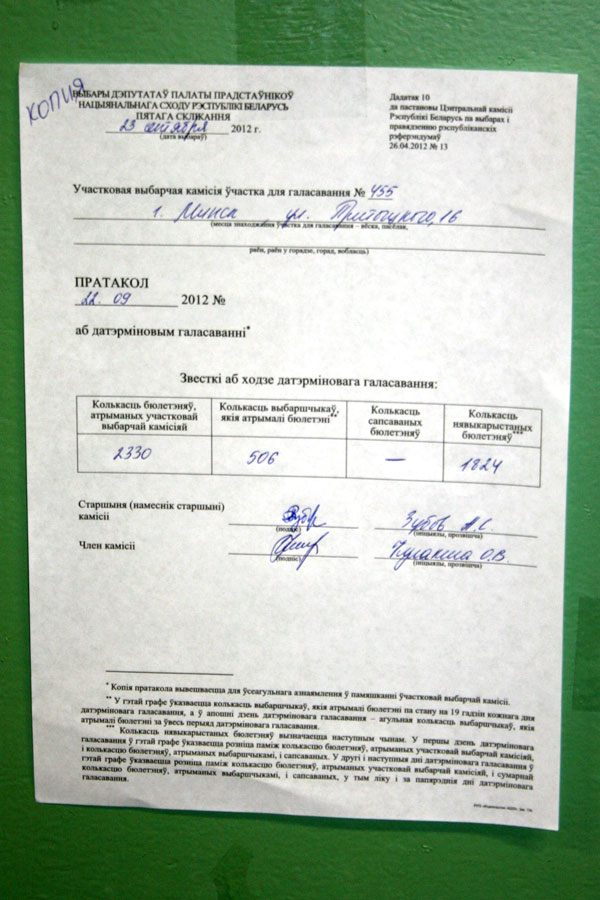 КОПИЯ
ВЫБАРЫ ДЭПУТАТАЎ ПАЛАТЫ ПРАДСТАЎНІКОЎ
НАЦЫЯНАЛЬНАГА СХОДУ РЭСПУБЛІКІ БЕЛАРУСЬ
ПЯТАГА СКЛІКАННЯ
23 сентября 2012 г.
(дата выбараў)
Дадатак 10
да пастановы Цэнтральнай камісіі
Рэспублікі Беларусь па выбарах і
правядзенню рэспубліканскіх
рэферэндумаў
26.04.2012 № 13
Участковая выбарчая камісія ўчастка для галасавання № 455
г. Минск ул. Притыцкого, 16
(месца знаходжання ўчастка для галасавання – вёска, пасёлак,
раён, раён у горадзе, горад, вобласць)
ПРАТАКОЛ
22. 09 2012 №
аб датэрміновым галасаванні*
Звесткі аб ходзе датэрміновага галасавання:
Колькасць бюлетэняў, атрыманых участковай выбарчай камісіяй
Колькасць выбаршчыкаў, якія атрымалі бюлетэні**
Колькасць сапсаваных бюлетэняў
Колькасць нявыкарыстаных бюлетэняў***
2330 506 — 1824
Старшыня (намеснік старшыні)
камісіі
Зубов А.С.
(подпіс) (ініцыялы, прозвішча)
Член камісіі О.В.
(подпіс) (ініцыялы, прозвішча)
* Копія пратакола вывешваецца для ўсеагульнага азнаямлення ў памяшканні ўчастковай выбарчай камісіі.
** У гэтай графе ўказваецца колькасць выбаршчыкаў, якія атрымалі бюлетэні па стану на 19 гадзін кожнага дня
датэрміновага галасавання, а ў апошні дзень датэрміновага галасавання – агульная колькасць выбаршчыкаў, якія
атрымалі бюлетэні за ўвесь перыяд датэрміновага галасавання.
*** Колькасць нявыкарыстаных бюлетэняў вызначаецца наступным чынам. У першы дзень датэрміновага
галасавання ў гэтай графе ўказваецца розніца паміж колькасцю бюлетэняў, атрыманых участковай выбарчай камісіяй,
і колькасцю бюлетэняў, атрыманых выбаршчыкамі, і сапсаваных. У другі і наступныя дні датэрміновага галасавання ў
гэтай графе ўказваецца розніца паміж колькасцю бюлетэняў, атрыманых участковай выбарчай камісіяй, і сумарнай
колькасцю бюлетэняў, атрыманых выбаршчыкамі, і сапсаваных, у тым ліку і за папярэднія дні датэрміновага
галасавання.